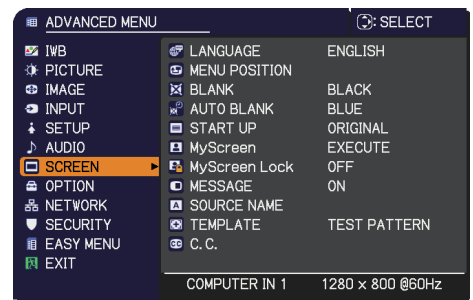 ADVANCED MENU : SELECT
IWB
PICTURE
IMAGE
INPUT
SETUP
AUDIO
SCREEN
OPTION
NETWORK
SECURITY
EASY MENU
EXIT
LANGUAGE ENGLISH
MENU POSITION
BLANK BLACK
AUTO BLANK BLUE
START UP ORIGINAL
MyScreen EXECUTE
MyScreen Lock OFF
MESSAGE ON
SOURCE NAME
TEMPLATE TEST PATTERN
C.C.
COMPUTER IN 1 1280 x 800 @60Hz